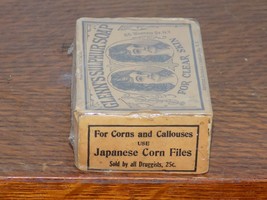 GLENN'S SULPHUR SOAP
FOR CLEAR SKIN
For Corns and Callouses
USE
Japanese Corn Files
Sold by all Druggists, 25c.